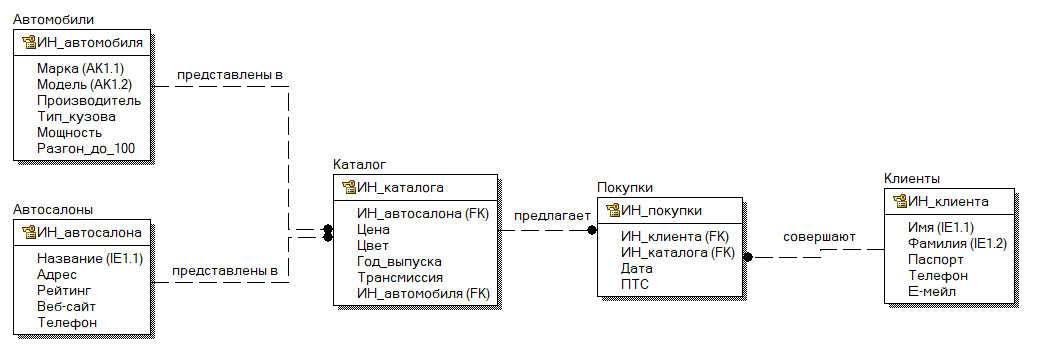 Автомобили
ИН_автомобиля
Марка (AK1.1)
Модель (AK1.2)
Производитель
Тип_кузова
Мощность
Разгон_до_100
представлены в
Автосалоны
ИН_автосалона
Название (IE1.1)
Адрес
Рейтинг
Веб-сайт
Телефон
представлены в
Каталог
ИН_каталога
ИН_автосалона (FK)
Цена
Цвет
Год_выпуска
Трансмиссия
ИН_автомобиля (FK)
предлагает
Покупки
ИН_покупки
ИН_клиента (FK)
ИН_каталога (FK)
Дата
ПТС
совершают
Клиенты
ИН_клиента
Имя (IE1.1)
Фамилия (IE1.2)
Паспорт
Телефон
Е-мейл